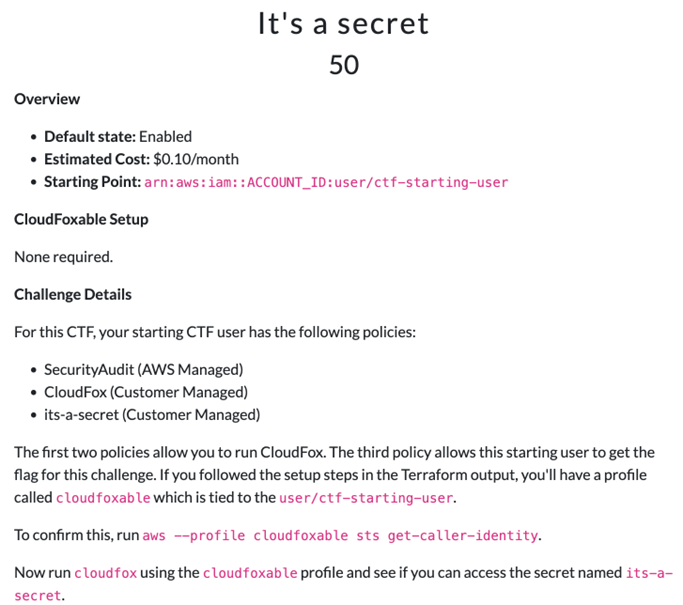 It's a secret
50
Overview
• Default state: Enabled
• Estimated Cost: $0.10/month
• Starting Point: arn:aws:iam::ACCOUNT_ID:user/ctf-starting-user
CloudFoxable Setup
None required.
Challenge Details
For this CTF, your starting CTF user has the following policies:
• SecurityAudit (AWS Managed)
• CloudFox (Customer Managed)
• its-a-secret (Customer Managed)
The first two policies allow you to run CloudFox. The third policy allows this starting user to get the
flag for this challenge. If you followed the setup steps in the Terraform output, you'll have a profile
called cloudfoxable which is tied to the user/ctf-starting-user.
To confirm this, run aws --profile cloudfoxable sts get-caller-identity.
Now run cloudfox using the cloudfoxable profile and see if you can access the secret named its-a-
secret.